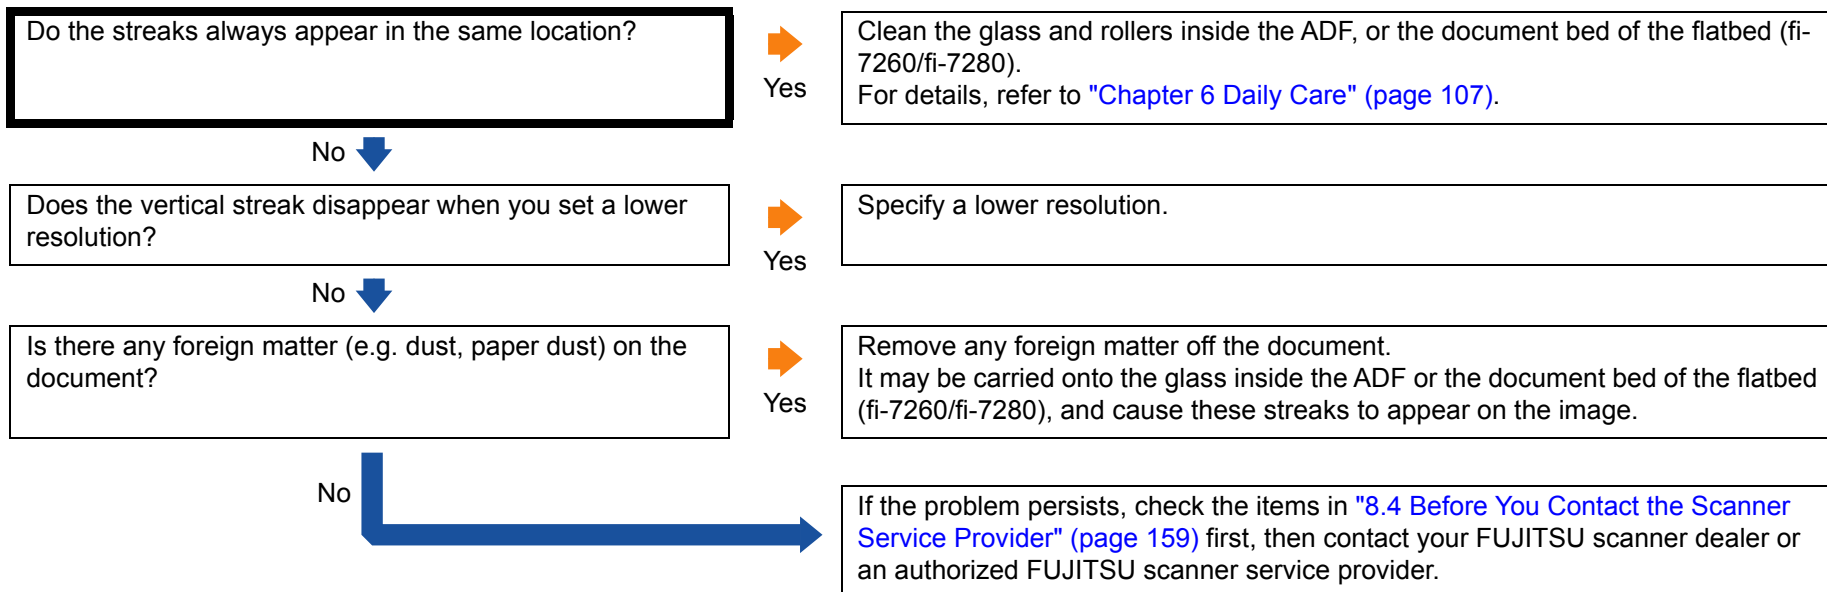 Do the streaks always appear in the same location?
Yes
Clean the glass and rollers inside the ADF, or the document bed of the flatbed (fi-
7260/fi-7280).
For details, refer to "Chapter 6 Daily Care" (page 107).
No
Does the vertical streak disappear when you set a lower
resolution?
Yes
Specify a lower resolution.
No
Is there any foreign matter (e.g. dust, paper dust) on the
document?
Yes
Remove any foreign matter off the document.
It may be carried onto the glass inside the ADF or the document bed of the flatbed
(fi-7260/fi-7280), and cause these streaks to appear on the image.
No
If the problem persists, check the items in "8.4 Before You Contact the Scanner
Service Provider" (page 159) first, then contact your FUJITSU scanner dealer or
an authorized FUJITSU scanner service provider.